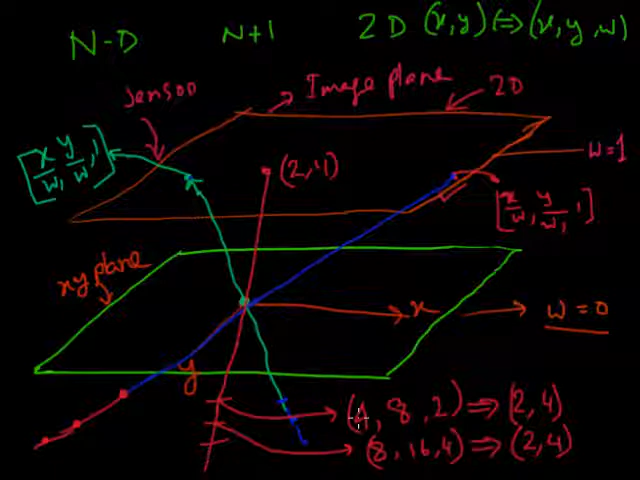 N-D N+1 2D (x,y) <=> (x, y, w)
Image plane 2D
sensor
[x/w, y/w, 1]
(2,4)
w=1
[x/w, y/w, 1]
xy plane
x w = 0
y
(4, 8, 2) => (2,4)
(8, 16, 4) => (2,4)